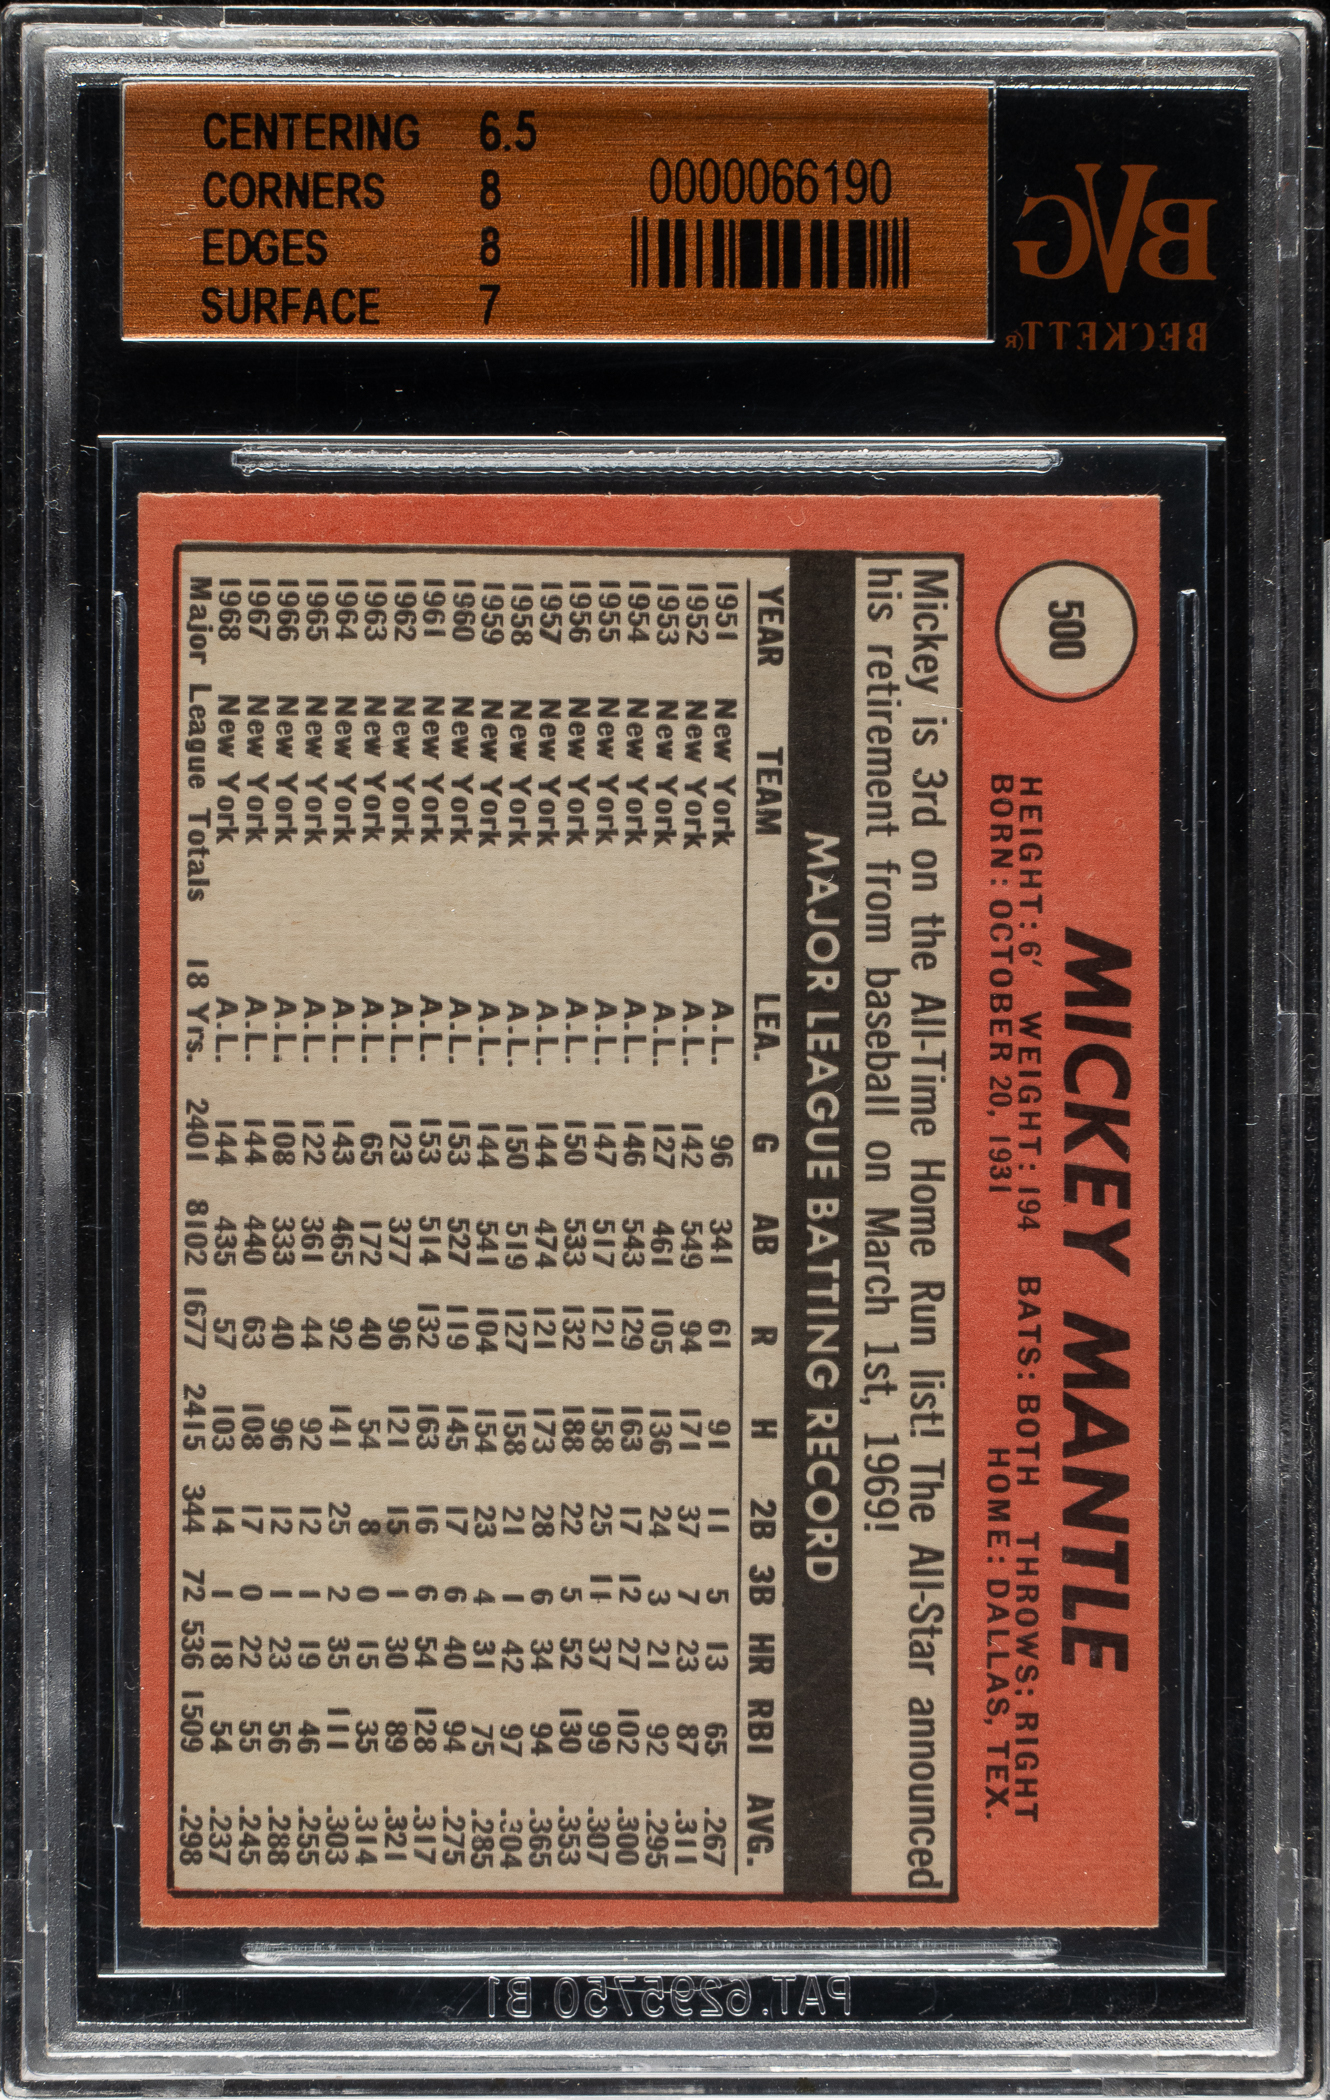 CENTERING 6.5
CORNERS 8
EDGES 8
SURFACE 7
0000066190
BVG
BECKETT(R)
500
MICKEY MANTLE
HEIGHT: 6' WEIGHT: 194 BATS: BOTH THROWS: RIGHT
BORN: OCTOBER 20, 1931 HOME: DALLAS, TEX.
Mickey is 3rd on the All-Time Home Run list! The All-Star announced
his retirement from baseball on March 1st, 1969!
MAJOR LEAGUE BATTING RECORD
YEAR TEAM LEA. G AB R H 2B 3B HR RBI AVG.
1951 New York A.L. 96 341 61 91 11 5 13 65 .267
1952 New York A.L. 142 549 94 171 37 7 23 87 .311
1953 New York A.L. 127 461 105 136 24 3 21 92 .295
1954 New York A.L. 146 543 129 163 17 12 27 102 .300
1955 New York A.L. 147 517 121 158 25 11 37 99 .307
1956 New York A.L. 150 533 132 188 22 5 52 130 .353
1957 New York A.L. 144 474 121 173 28 6 34 94 .365
1958 New York A.L. 150 519 127 158 21 1 42 97 .304
1959 New York A.L. 144 541 104 154 23 4 31 75 .285
1960 New York A.L. 153 527 119 145 17 6 40 94 .275
1961 New York A.L. 153 514 132 163 16 6 54 128 .317
1962 New York A.L. 123 377 96 121 15 1 30 89 .321
1963 New York A.L. 65 172 40 54 8 0 15 35 .314
1964 New York A.L. 143 465 92 141 25 2 35 111 .303
1965 New York A.L. 122 361 44 92 12 1 19 46 .255
1966 New York A.L. 108 333 40 96 12 1 23 56 .288
1967 New York A.L. 144 440 63 108 17 0 22 55 .245
1968 New York A.L. 144 435 57 103 14 1 18 54 .237
Major League Totals 18 Yrs. 2401 8102 1677 2415 344 72 536 1509 .298
PAT. 6295750 B1